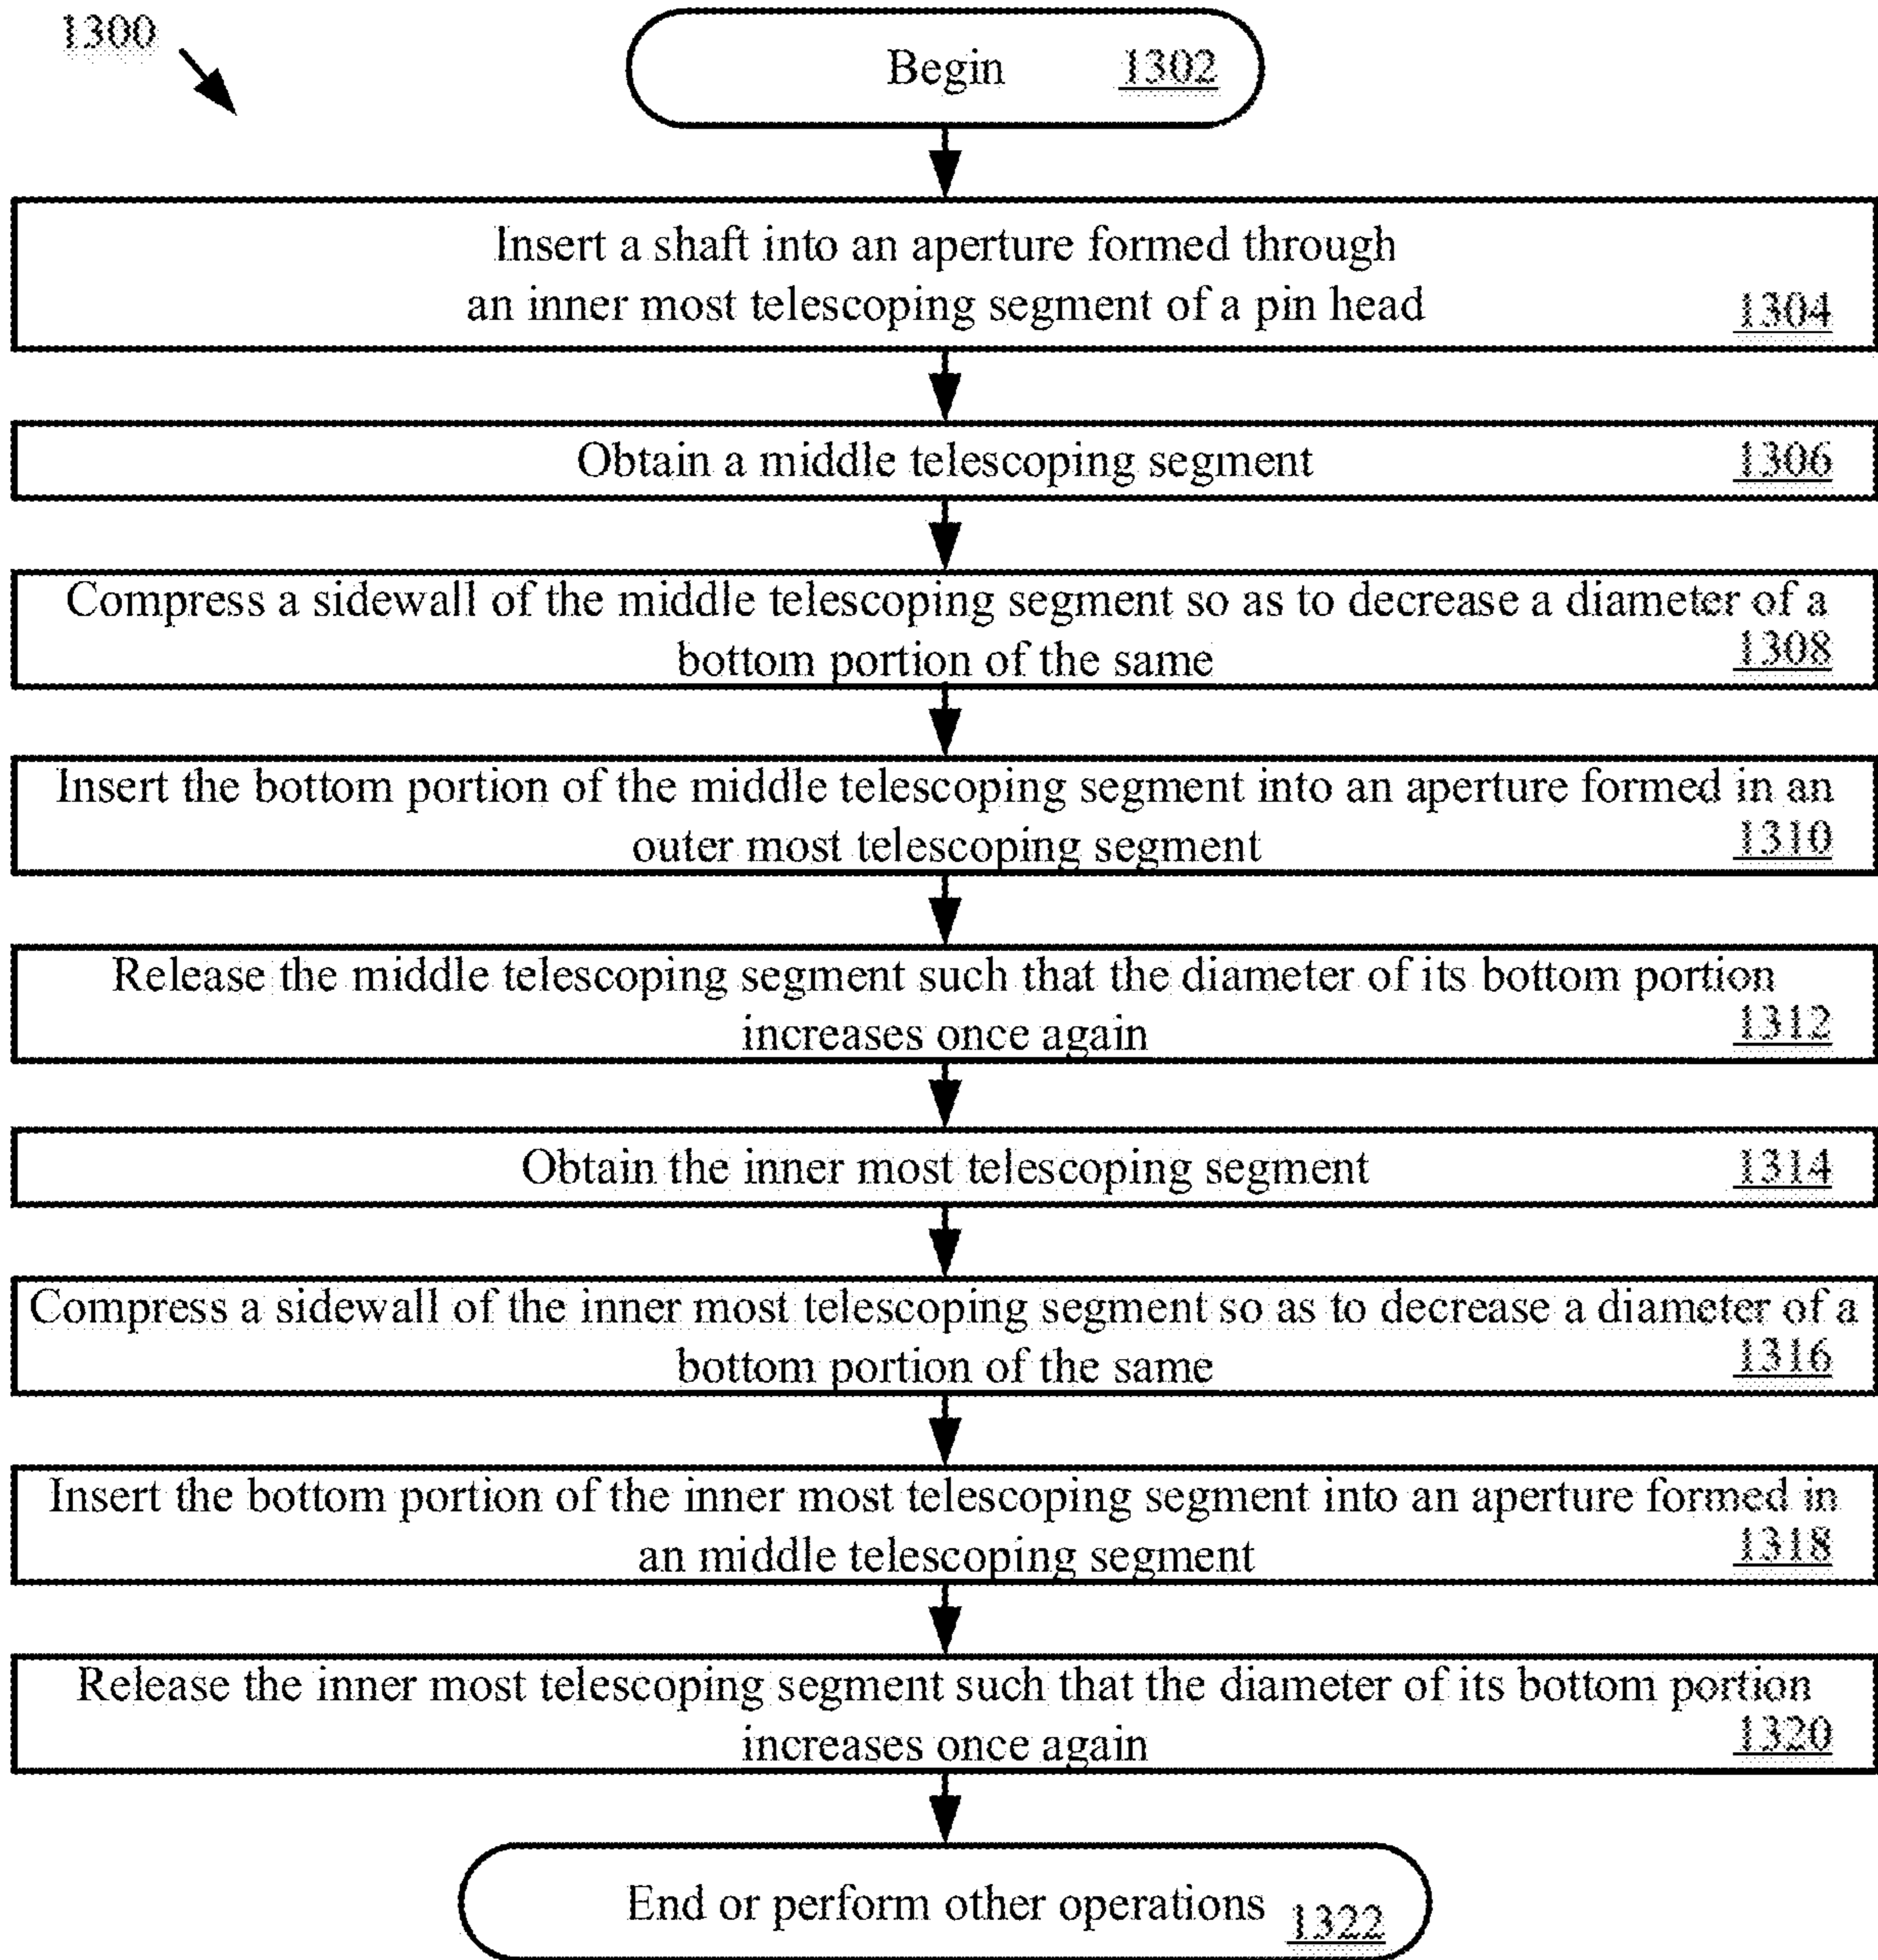 1300
Begin 1302
Insert a shaft into an aperture formed through
an inner most telescoping segment of a pin head 1304
Obtain a middle telescoping segment 1306
Compress a sidewall of the middle telescoping segment so as to decrease a diameter of a
bottom portion of the same 1308
Insert the bottom portion of the middle telescoping segment into an aperture formed in an
outer most telescoping segment 1310
Release the middle telescoping segment such that the diameter of its bottom portion
increases once again 1312
Obtain the inner most telescoping segment 1314
Compress a sidewall of the inner most telescoping segment so as to decrease a diameter of a
bottom portion of the same 1316
Insert the bottom portion of the inner most telescoping segment into an aperture formed in
an middle telescoping segment 1318
Release the inner most telescoping segment such that the diameter of its bottom portion
increases once again 1320
End or perform other operations 1322